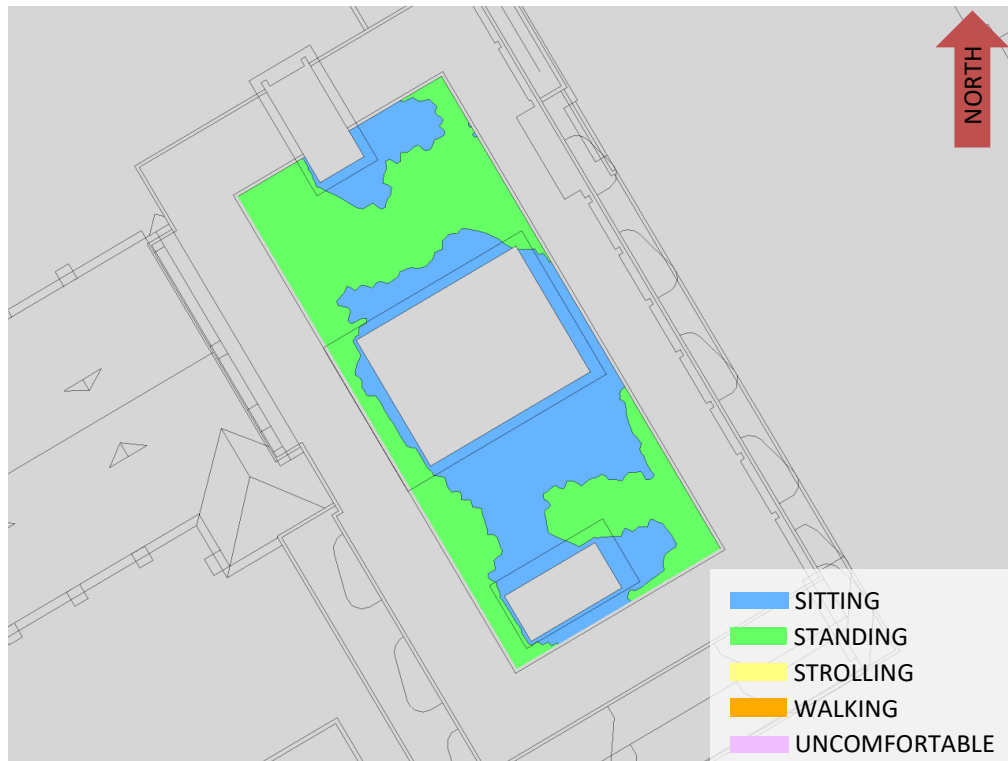 NORTH
SITTING
STANDING
STROLLING
WALKING
UNCOMFORTABLE